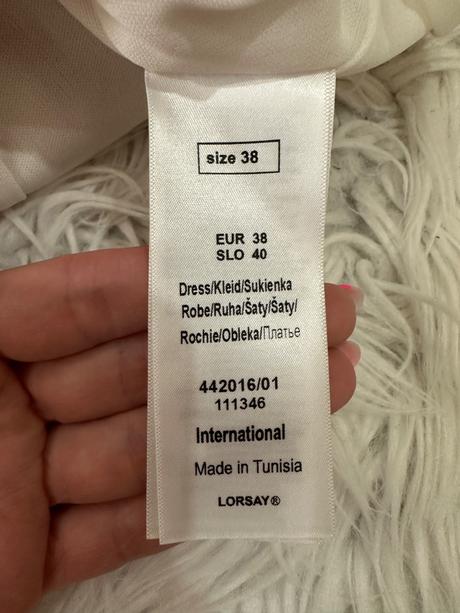 size 38
EUR 38
SLO 40
Dress/Kleid/Sukienka
Robe/Ruha/Šaty/Šaty/
Rochie/Obleka/Платье
442016/01
111346
International
Made in Tunisia
LORSAY®